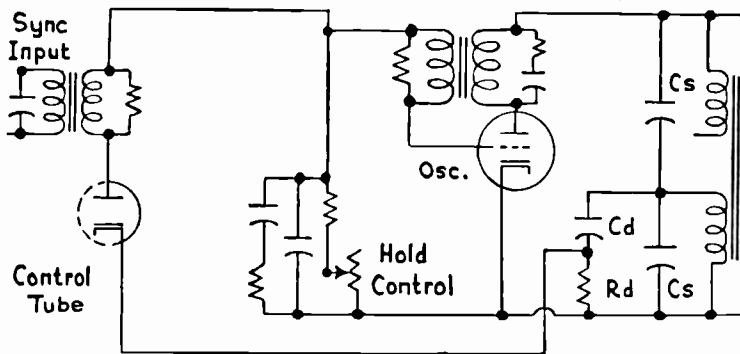 Sync
Input
Cs
Osc.
Cd
Hold
Control
Control
Tube
Rd
Cs